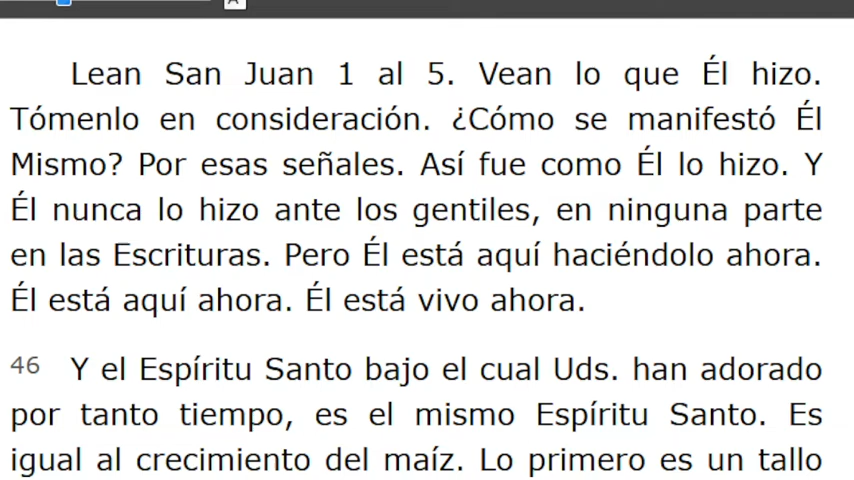 Lean San Juan 1 al 5. Vean lo que Él hizo.
Tómenlo en consideración. ¿Cómo se manifestó Él
Mismo? Por esas señales. Así fue como Él lo hizo. Y
Él nunca lo hizo ante los gentiles, en ninguna parte
en las Escrituras. Pero Él está aquí haciéndolo ahora.
Él está aquí ahora. Él está vivo ahora.
46 Y el Espíritu Santo bajo el cual Uds. han adorado
por tanto tiempo, es el mismo Espíritu Santo. Es
igual al crecimiento del maíz. Lo primero es un tallo